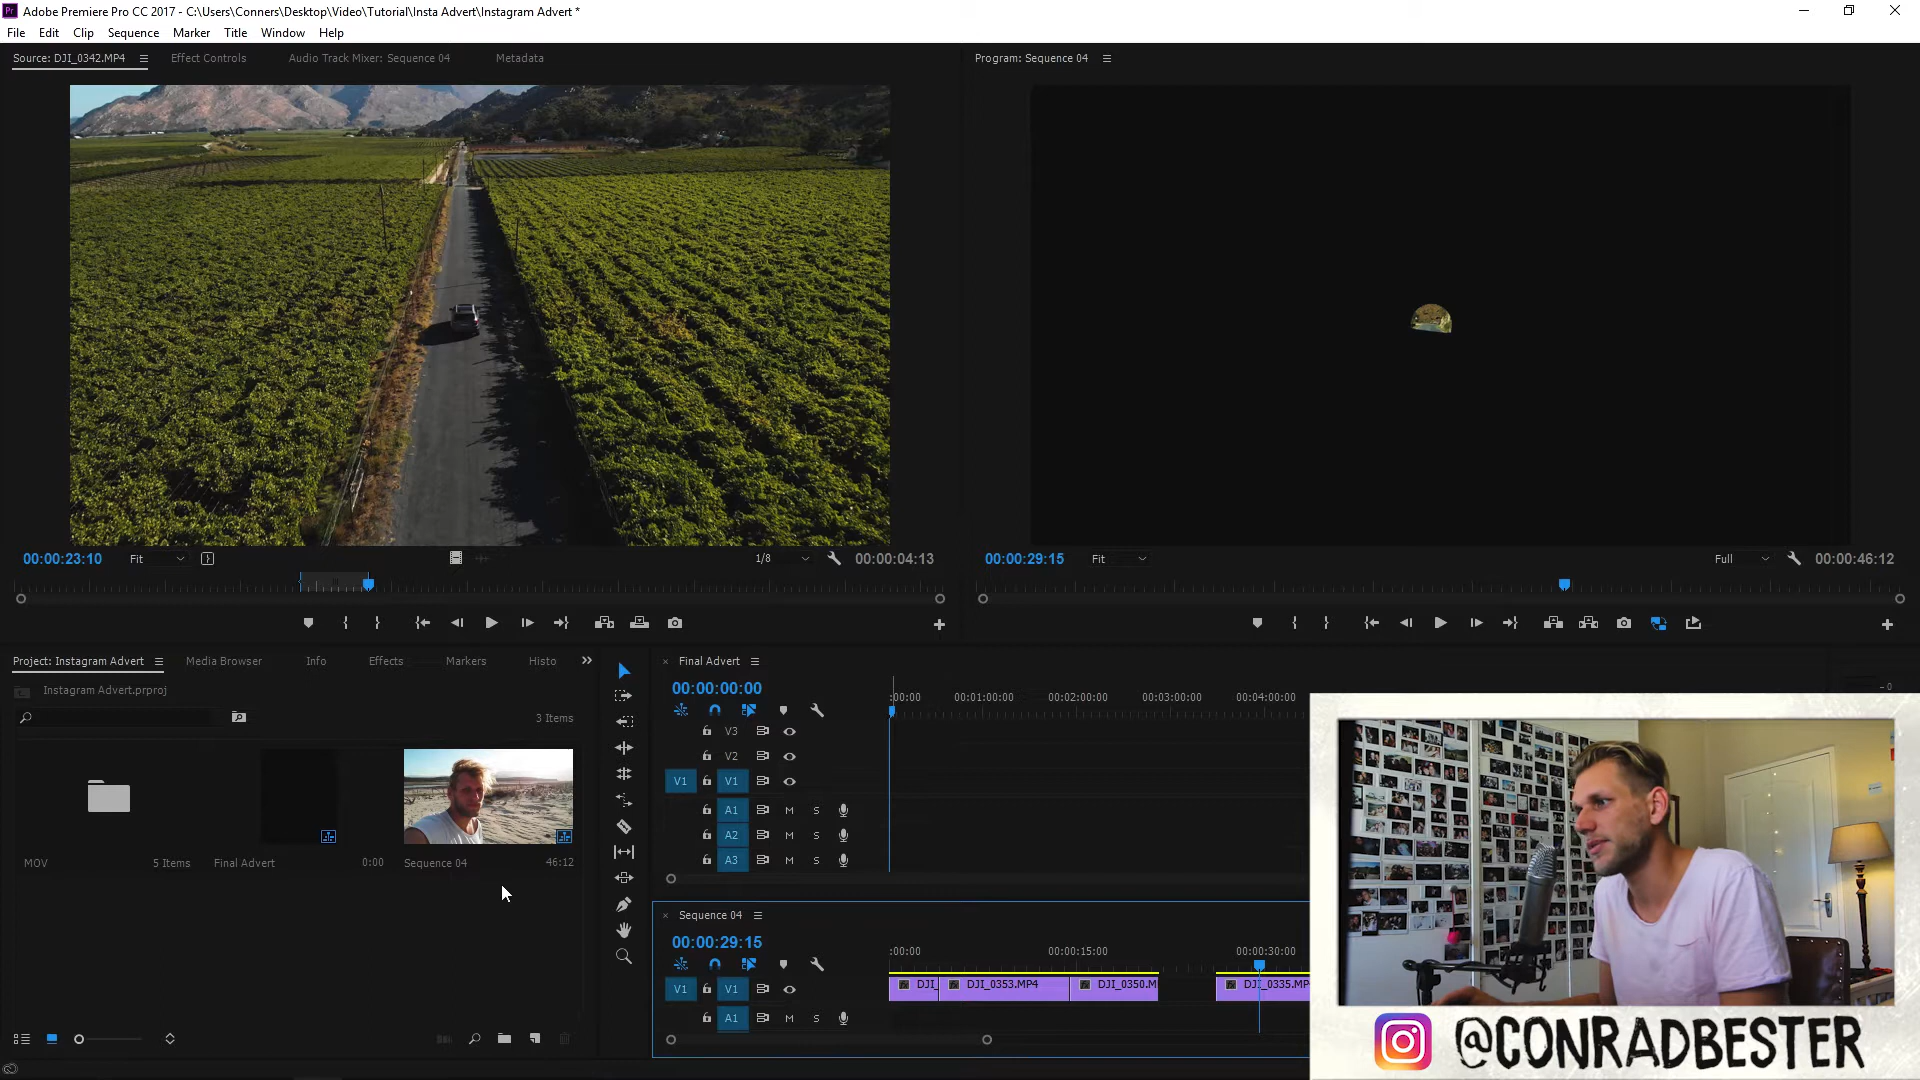 Adobe Premiere Pro CC 2017 - C:\Users\Conners\Desktop\Video\Tutorial\Insta Advert\Instagram Advert *
File Edit Clip Sequence Marker Title Window Help
Source: DJI_0342.MP4 Effect Controls Audio Track Mixer: Sequence 04 Metadata
Program: Sequence 04
00:00:23:10 Fit 1/8 00:00:04:13
00:00:29:15 Fit Full 00:00:46:12
Project: Instagram Advert Media Browser Info Effects Markers Histo
Instagram Advert.prproj
3 Items
MOV 5 Items Final Advert 0:00 Sequence 04 46:12
Final Advert
00:00:00:00
:00:00 00:01:00:00 00:02:00:00 00:03:00:00 00:04:00:00
V3
V2
V1 V1
A1 M S
A2 M S
A3 M S
Sequence 04
00:00:29:15
:00:00 00:00:15:00 00:00:30:00
V1 V1 DJI_ DJI_0353.MP4 DJI_0350.M DJI_0335.MP
A1 M S
@CONRADBESTER